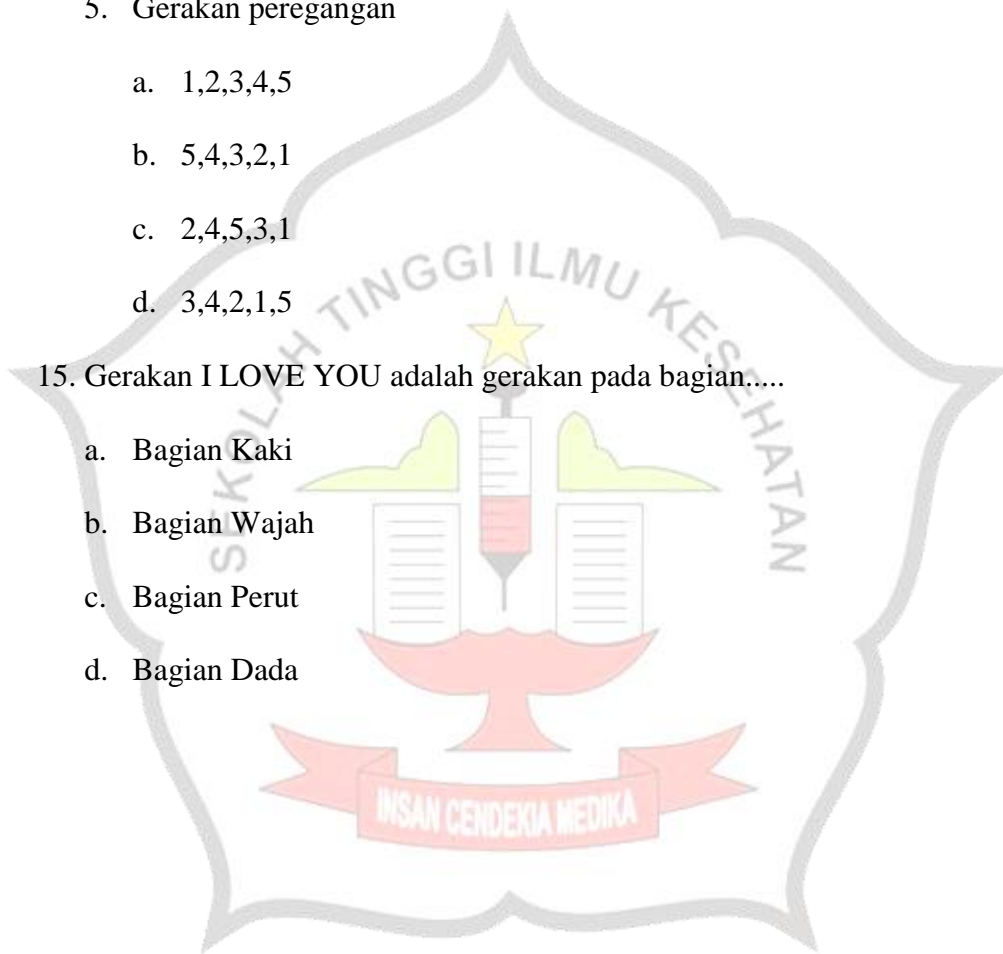 5. Gerakan peregangan
a. 1,2,3,4,5
b. 5,4,3,2,1
c. 2,4,5,3,1
d. 3,4,2,1,5
15. Gerakan I LOVE YOU adalah gerakan pada bagian.....
a. Bagian Kaki
b. Bagian Wajah
c. Bagian Perut
d. Bagian Dada
SEKOLAH TINGGI ILMU KESEHATAN
INSAN CENDEKIA MEDIKA